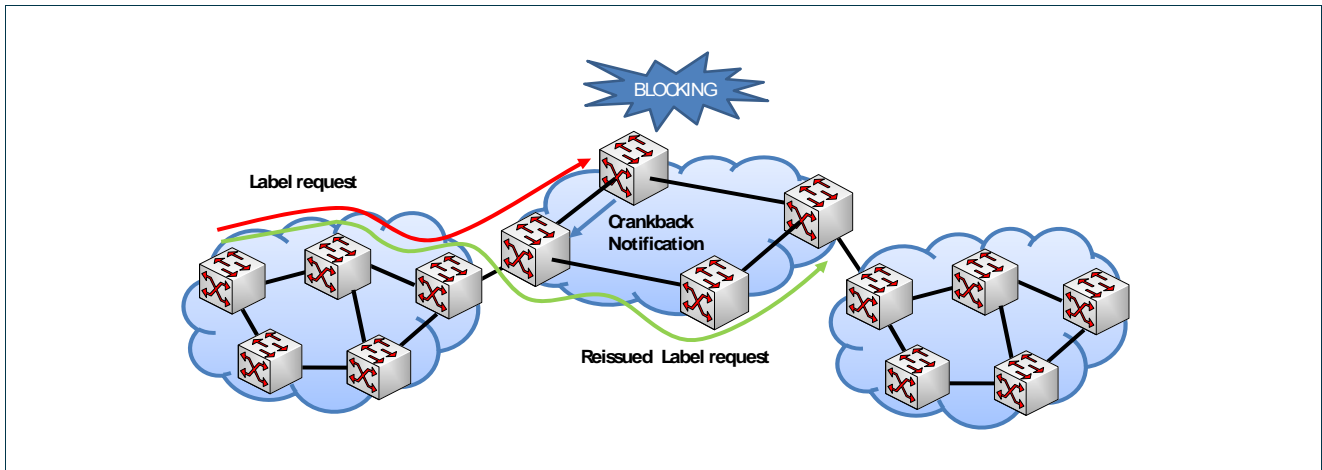 BLOCKING
Label request
Crankback
Notification
Reissued Label request